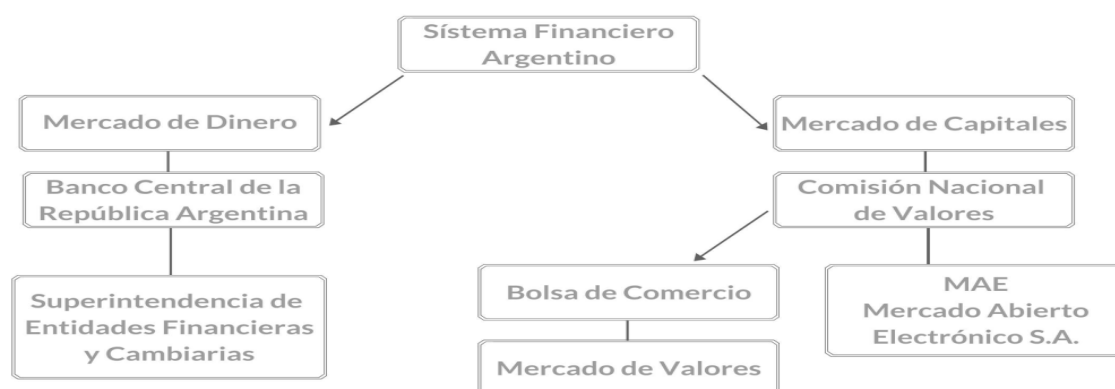 Sístema Financiero
Argentino
Mercado de Dinero
Mercado de Capitales
Banco Central de la
República Argentina
Comisión Nacional
de Valores
Superintendencia de
Entidades Financieras
y Cambiarias
Bolsa de Comercio
MAE
Mercado Abierto
Electrónico S.A.
Mercado de Valores